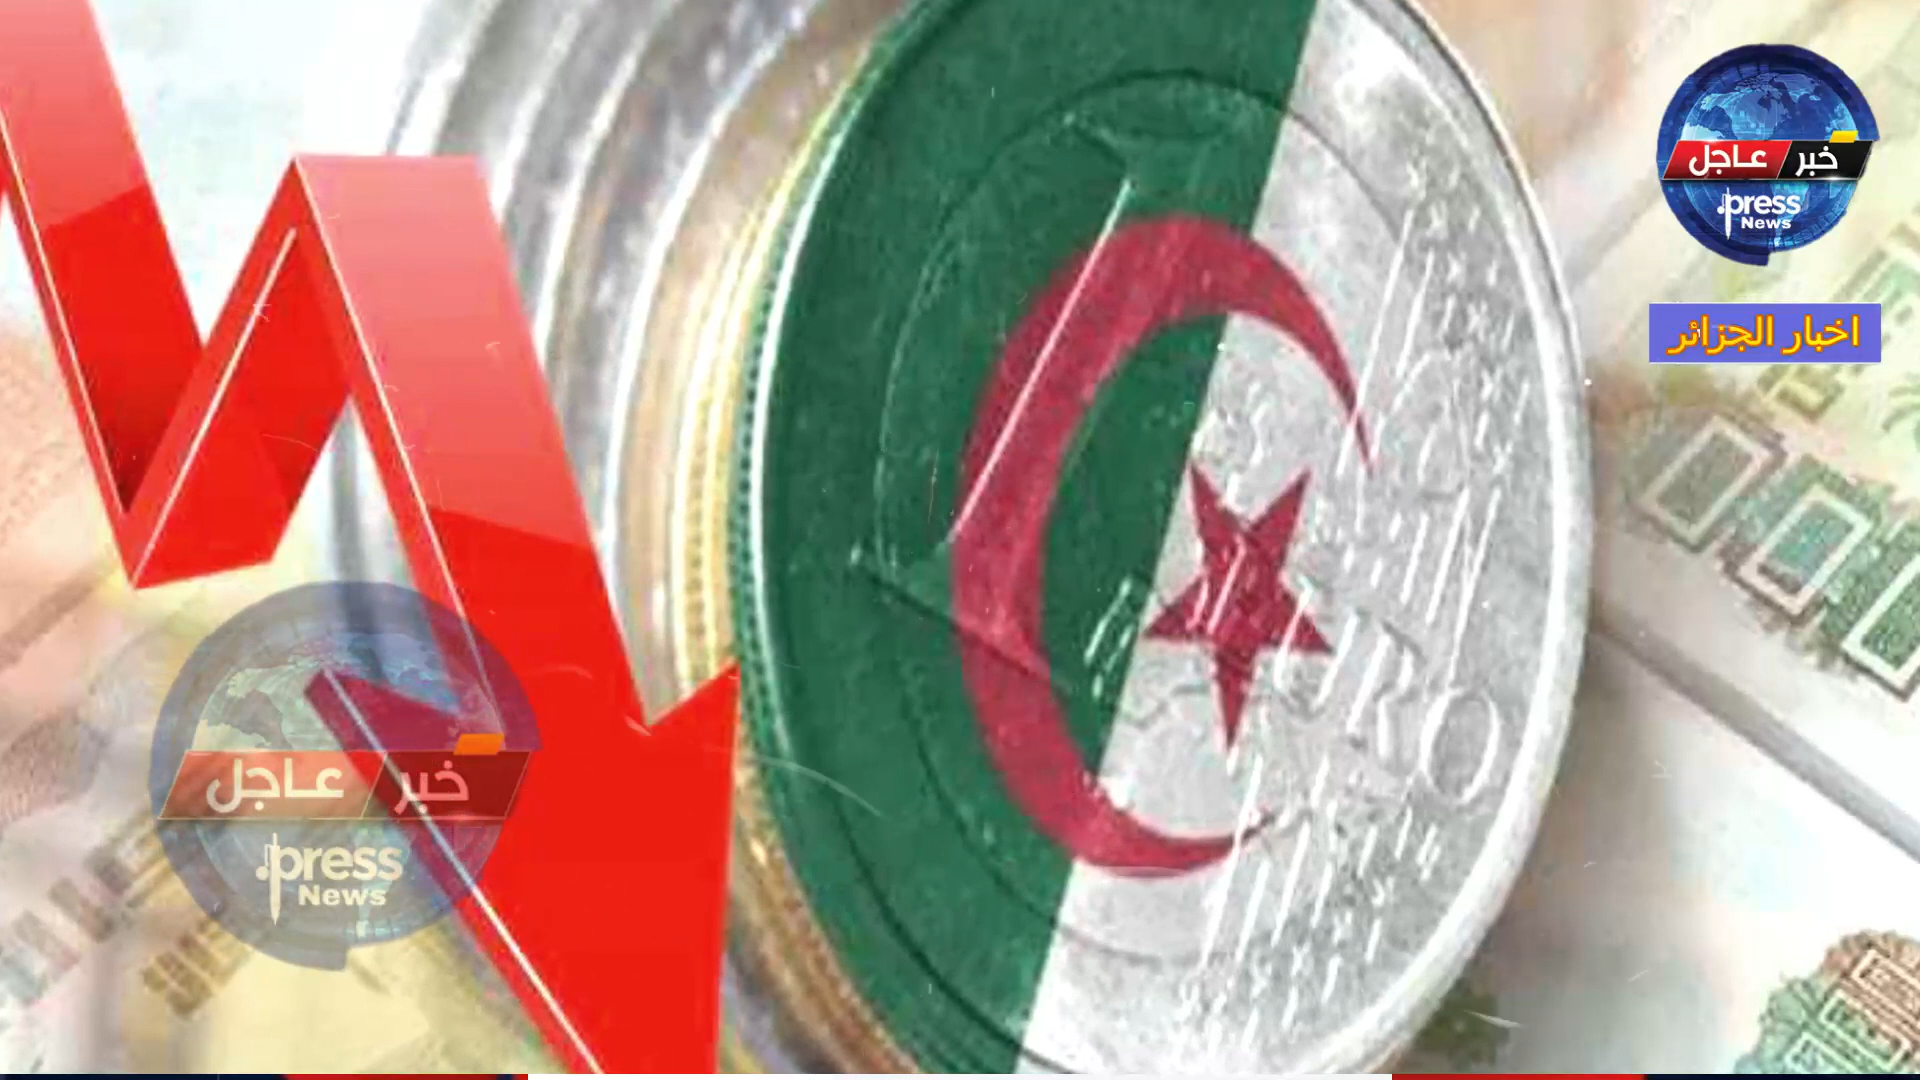 خبر عاجل
press
News
اخبار الجزائر
خبر عاجل
press
News
EURO